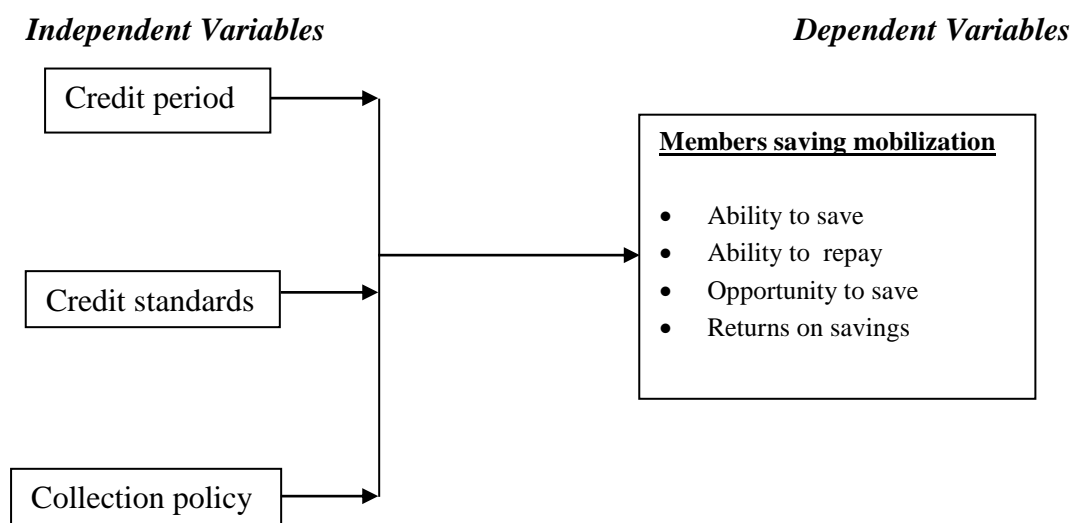 Independent Variables
Dependent Variables
Credit period
Members saving mobilization
• Ability to save
• Ability to repay
Credit standards
• Opportunity to save
• Returns on savings
Collection policy